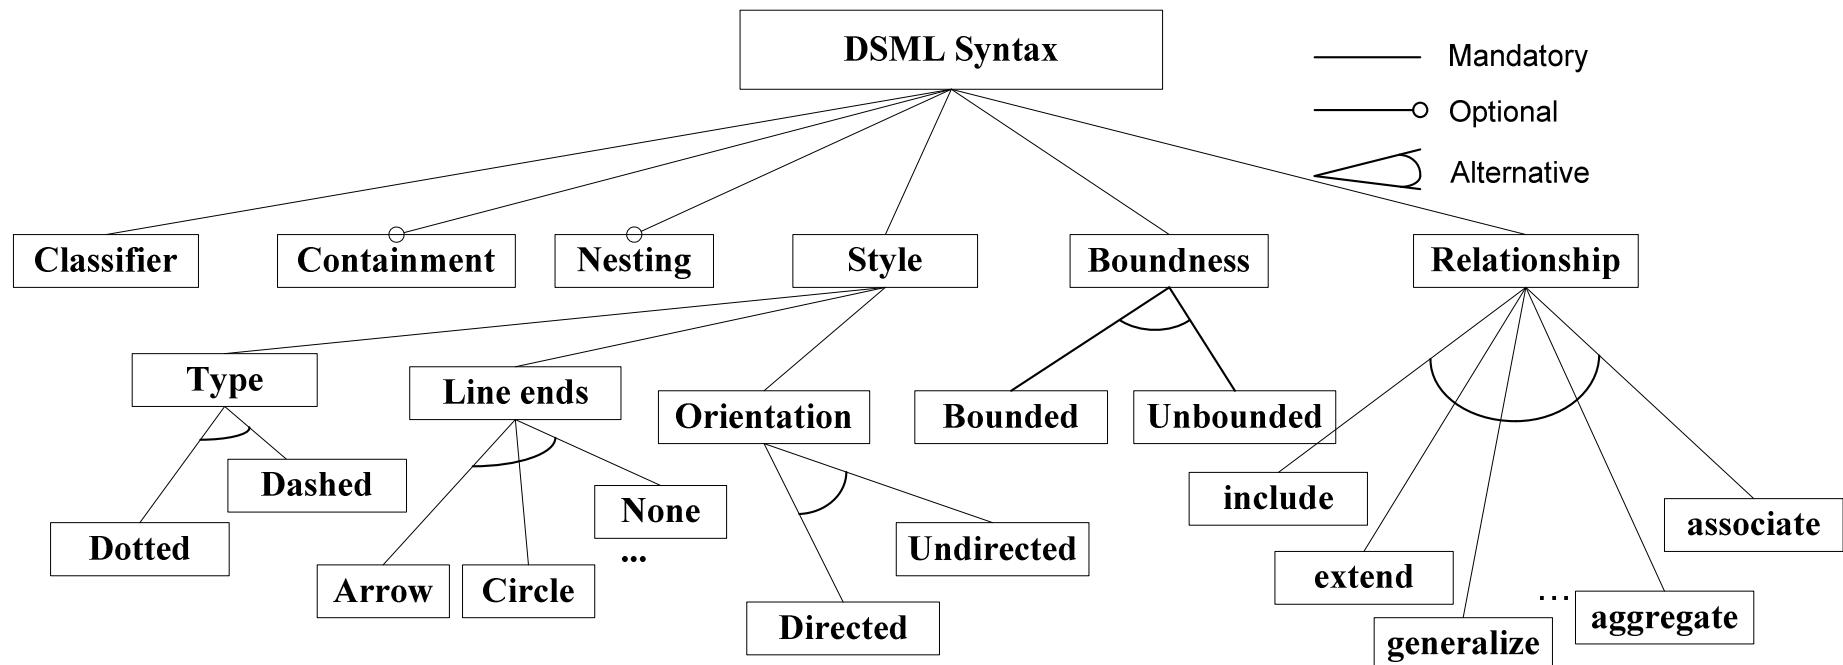 DSML Syntax
Mandatory
Optional
Alternative
Classifier
Containment
Nesting
Style
Boundness
Relationship
Type
Line ends
Orientation
Bounded
Unbounded
Dotted
Dashed
Arrow
Circle
None
...
Directed
Undirected
include
extend
generalize
...
aggregate
associate